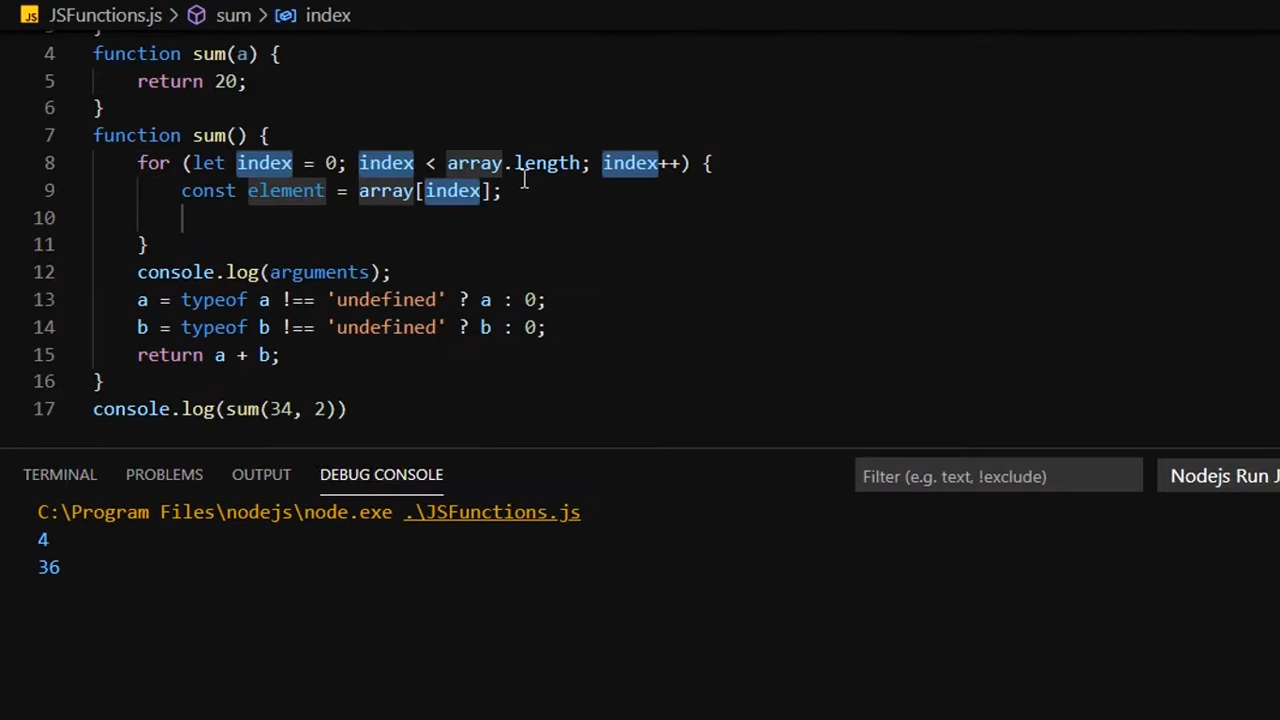 JSFunctions.js > sum > index
4 function sum(a) {
5 return 20;
6 }
7 function sum() {
8 for (let index = 0; index < array.length; index++) {
9 const element = array[index];
10
11 }
12 console.log(arguments);
13 a = typeof a !== 'undefined' ? a : 0;
14 b = typeof b !== 'undefined' ? b : 0;
15 return a + b;
16 }
17 console.log(sum(34, 2))
TERMINAL PROBLEMS OUTPUT DEBUG CONSOLE Filter (e.g. text, !exclude) Nodejs Run J
C:\Program Files\nodejs\node.exe .\JSFunctions.js
4
36